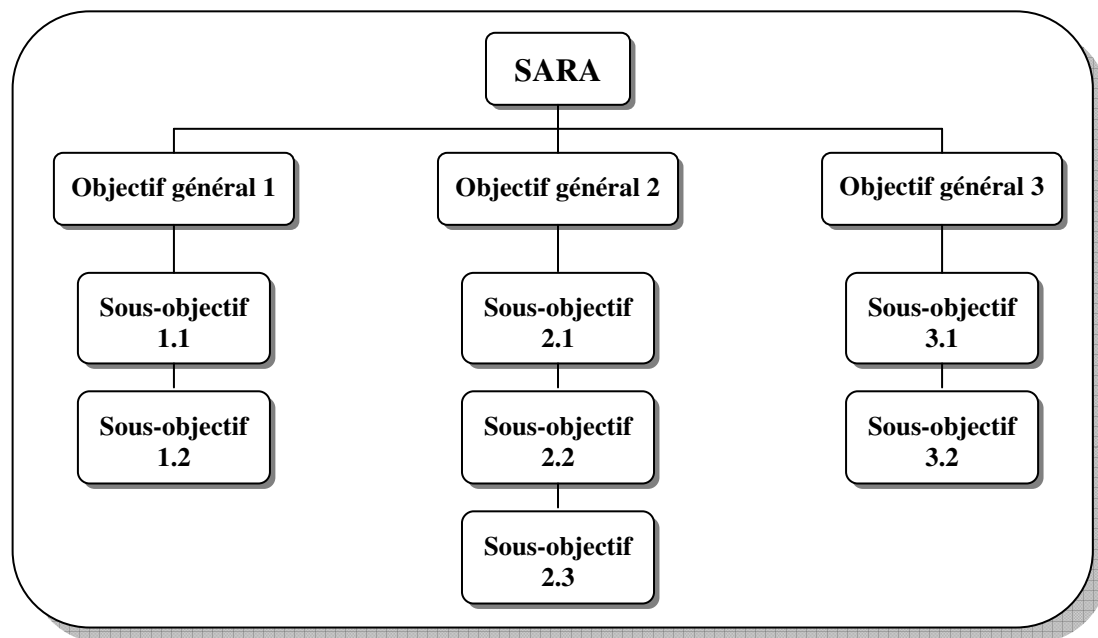 SARA
Objectif général 1
Objectif général 2
Objectif général 3
Sous-objectif
1.1
Sous-objectif
2.1
Sous-objectif
3.1
Sous-objectif
1.2
Sous-objectif
2.2
Sous-objectif
3.2
Sous-objectif
2.3